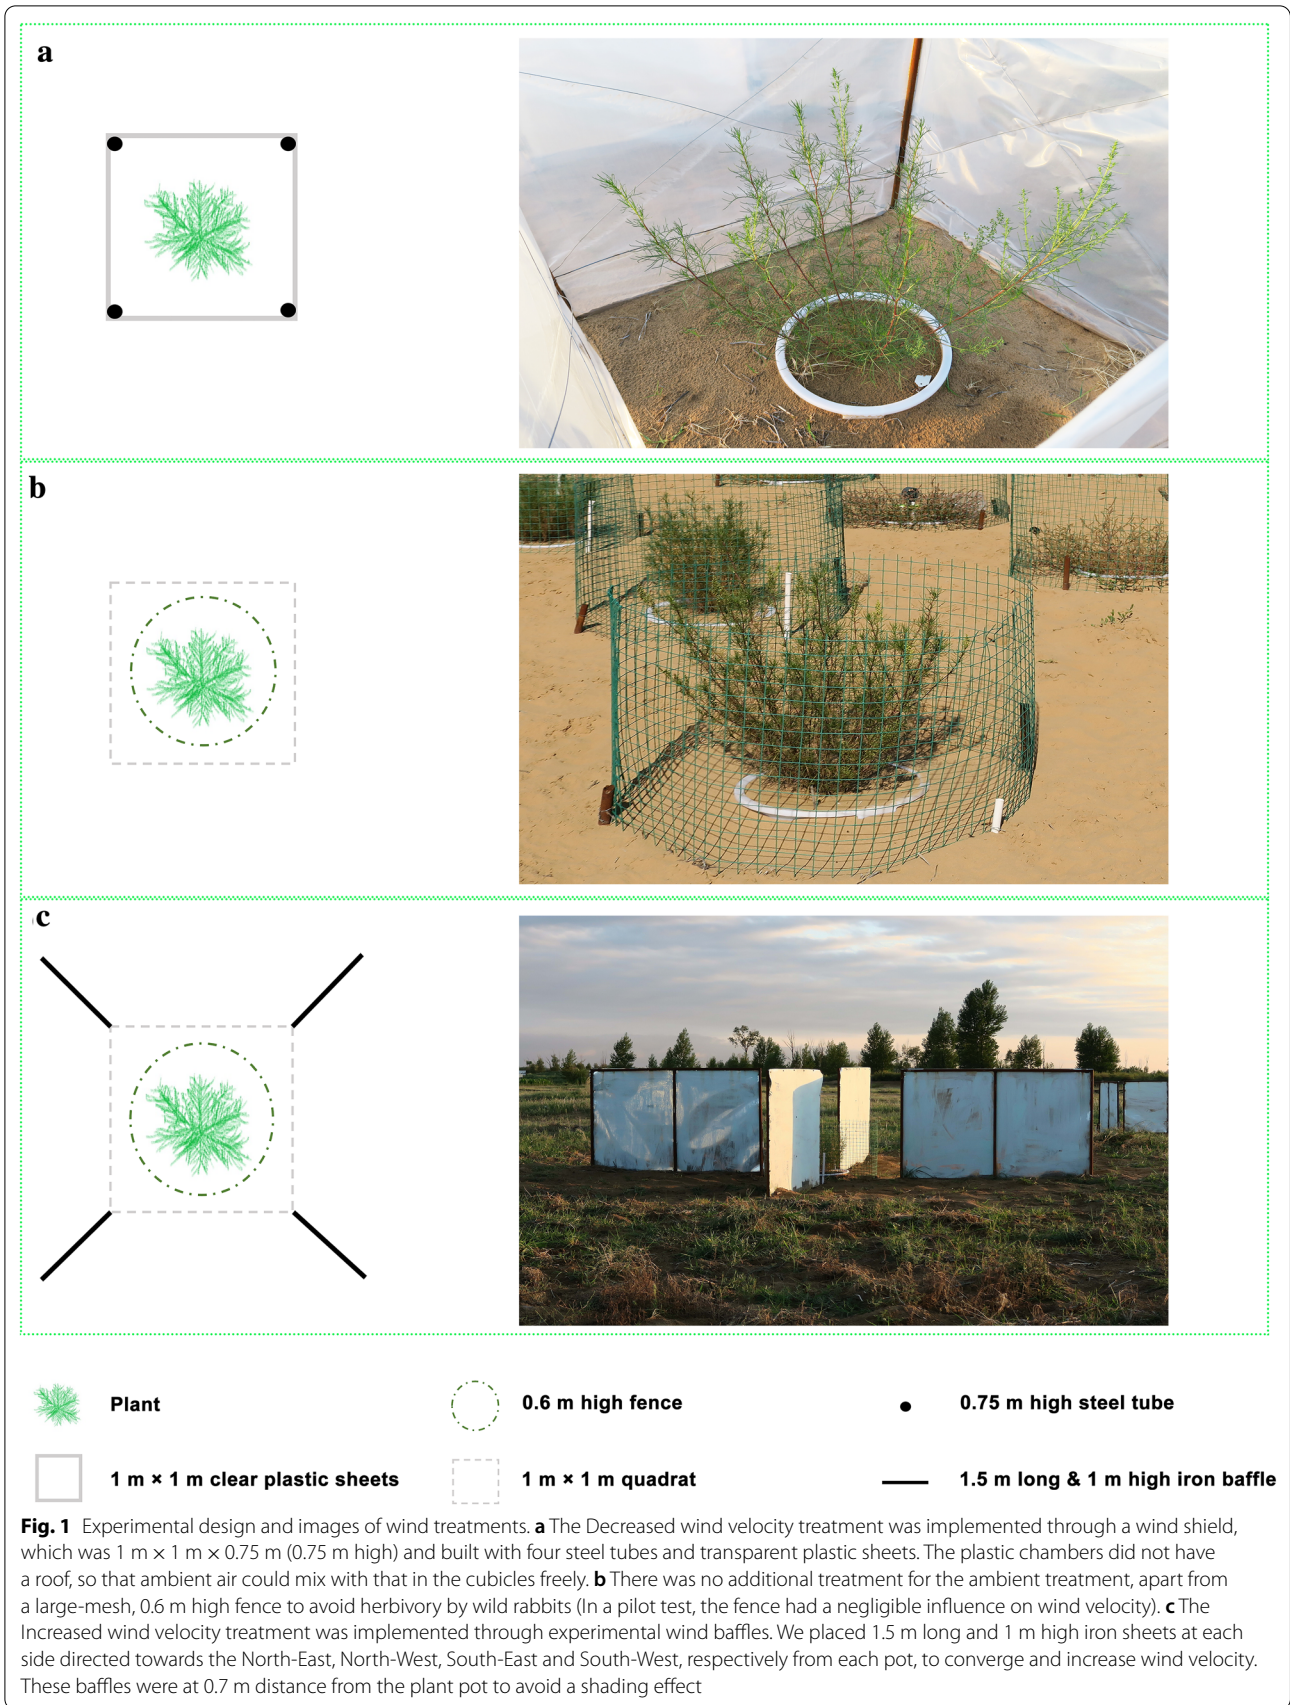 a
b
c
Plant
0.6 m high fence
0.75 m high steel tube
1 m × 1 m clear plastic sheets
1 m × 1 m quadrat
1.5 m long & 1 m high iron baffle
Fig. 1 Experimental design and images of wind treatments. a The Decreased wind velocity treatment was implemented through a wind shield,
which was 1 m × 1 m × 0.75 m (0.75 m high) and built with four steel tubes and transparent plastic sheets. The plastic chambers did not have
a roof, so that ambient air could mix with that in the cubicles freely. b There was no additional treatment for the ambient treatment, apart from
a large-mesh, 0.6 m high fence to avoid herbivory by wild rabbits (In a pilot test, the fence had a negligible influence on wind velocity). c The
Increased wind velocity treatment was implemented through experimental wind baffles. We placed 1.5 m long and 1 m high iron sheets at each
side directed towards the North-East, North-West, South-East and South-West, respectively from each pot, to converge and increase wind velocity.
These baffles were at 0.7 m distance from the plant pot to avoid a shading effect